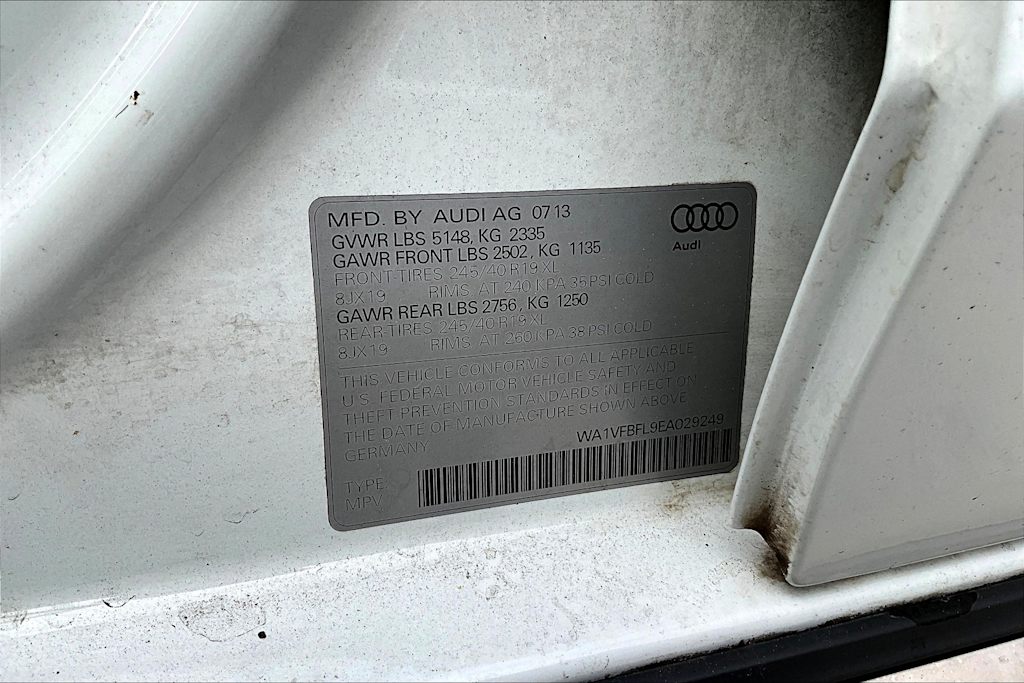 MFD. BY AUDI AG 07 13
GVWR LBS 5148, KG 2335
GAWR FRONT LBS 2502, KG 1135
FRONT-TIRES 245/40 R19 XL
8JX19 RIMS, AT 240 KPA 35 PSI COLD
GAWR REAR LBS 2756, KG 1250
REAR-TIRES 245/40 R19 XL
8JX19 RIMS, AT 260 KPA 38 PSI COLD
Audi
THIS VEHICLE CONFORMS TO ALL APPLICABLE
U.S. FEDERAL MOTOR VEHICLE SAFETY AND
THEFT PREVENTION STANDARDS IN EFFECT ON
THE DATE OF MANUFACTURE SHOWN ABOVE
GERMANY
WA1VFBFL9EA029249
TYPE:
MPV